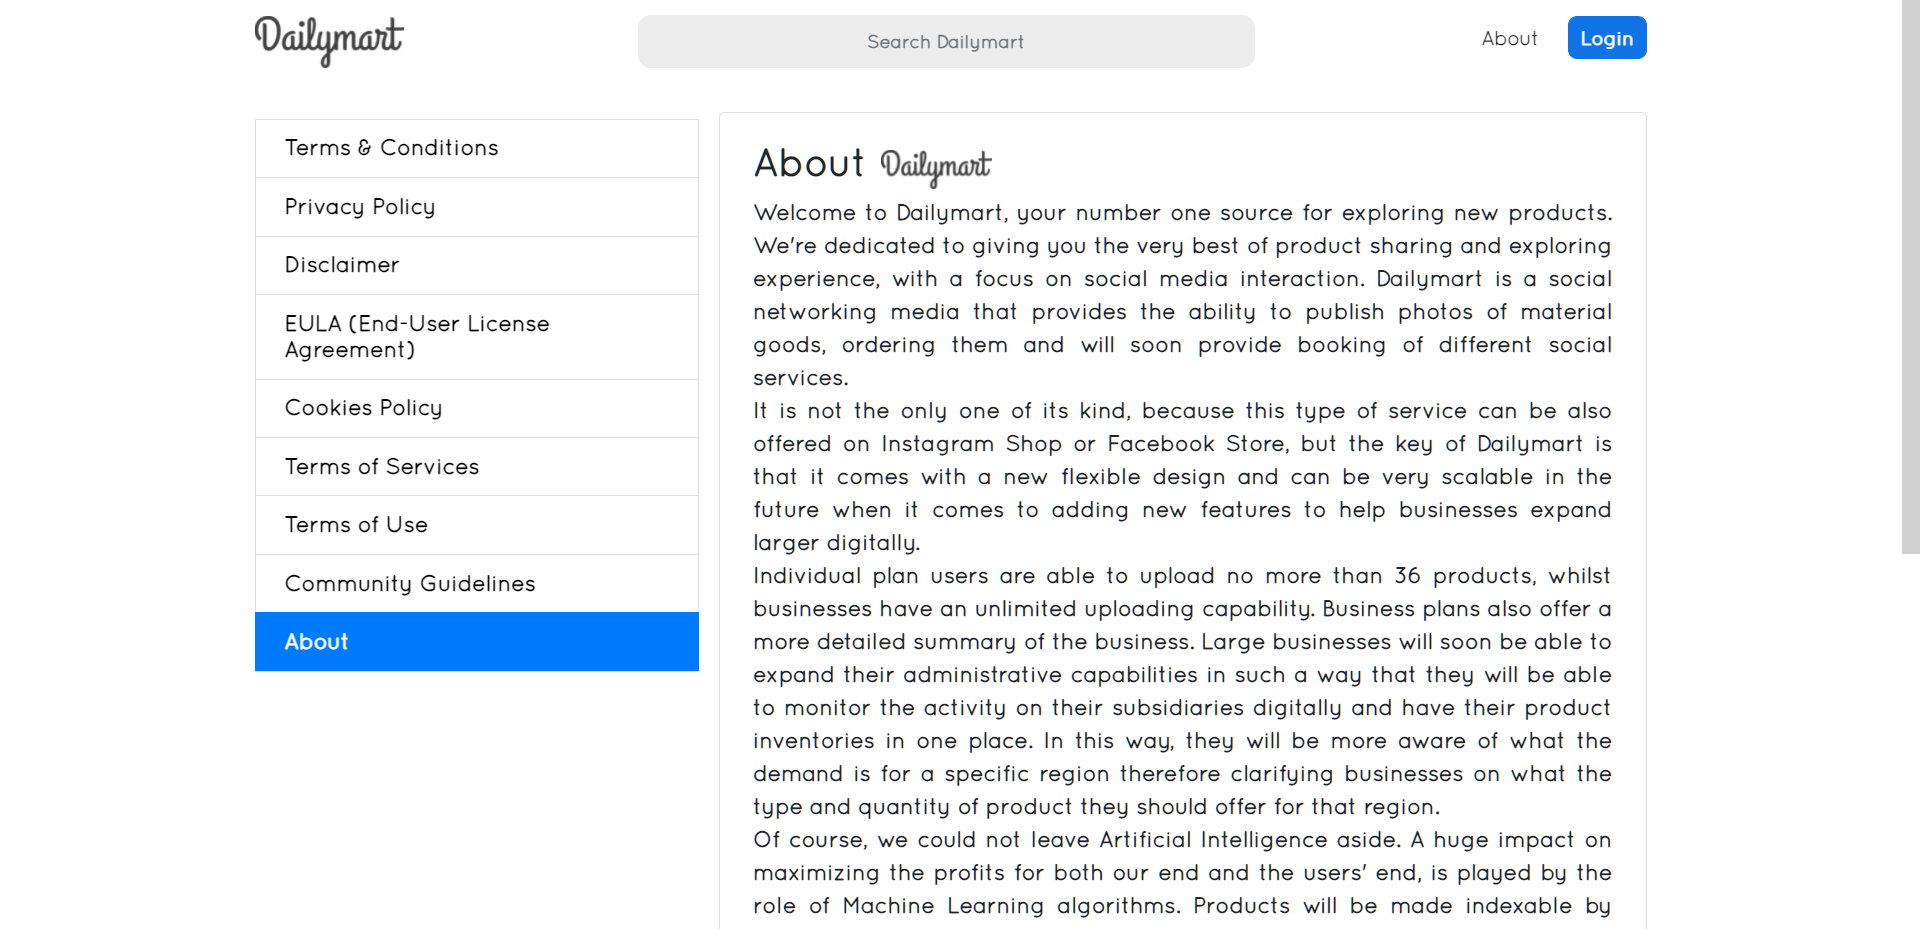 Dailymart
Search Dailymart
About
Login
Terms & Conditions
Privacy Policy
Disclaimer
EULA (End-User License
Agreement)
Cookies Policy
Terms of Services
Terms of Use
Community Guidelines
About
About Dailymart
Welcome to Dailymart, your number one source for exploring new products.
We're dedicated to giving you the very best of product sharing and exploring
experience, with a focus on social media interaction. Dailymart is a social
networking media that provides the ability to publish photos of material
goods, ordering them and will soon provide booking of different social
services.
It is not the only one of its kind, because this type of service can be also
offered on Instagram Shop or Facebook Store, but the key of Dailymart is
that it comes with a new flexible design and can be very scalable in the
future when it comes to adding new features to help businesses expand
larger digitally.
Individual plan users are able to upload no more than 36 products, whilst
businesses have an unlimited uploading capability. Business plans also offer a
more detailed summary of the business. Large businesses will soon be able to
expand their administrative capabilities in such a way that they will be able
to monitor the activity on their subsidiaries digitally and have their product
inventories in one place. In this way, they will be more aware of what the
demand is for a specific region therefore clarifying businesses on what the
type and quantity of product they should offer for that region.
Of course, we could not leave Artificial Intelligence aside. A huge impact on
maximizing the profits for both our end and the users' end, is played by the
role of Machine Learning algorithms. Products will be made indexable by